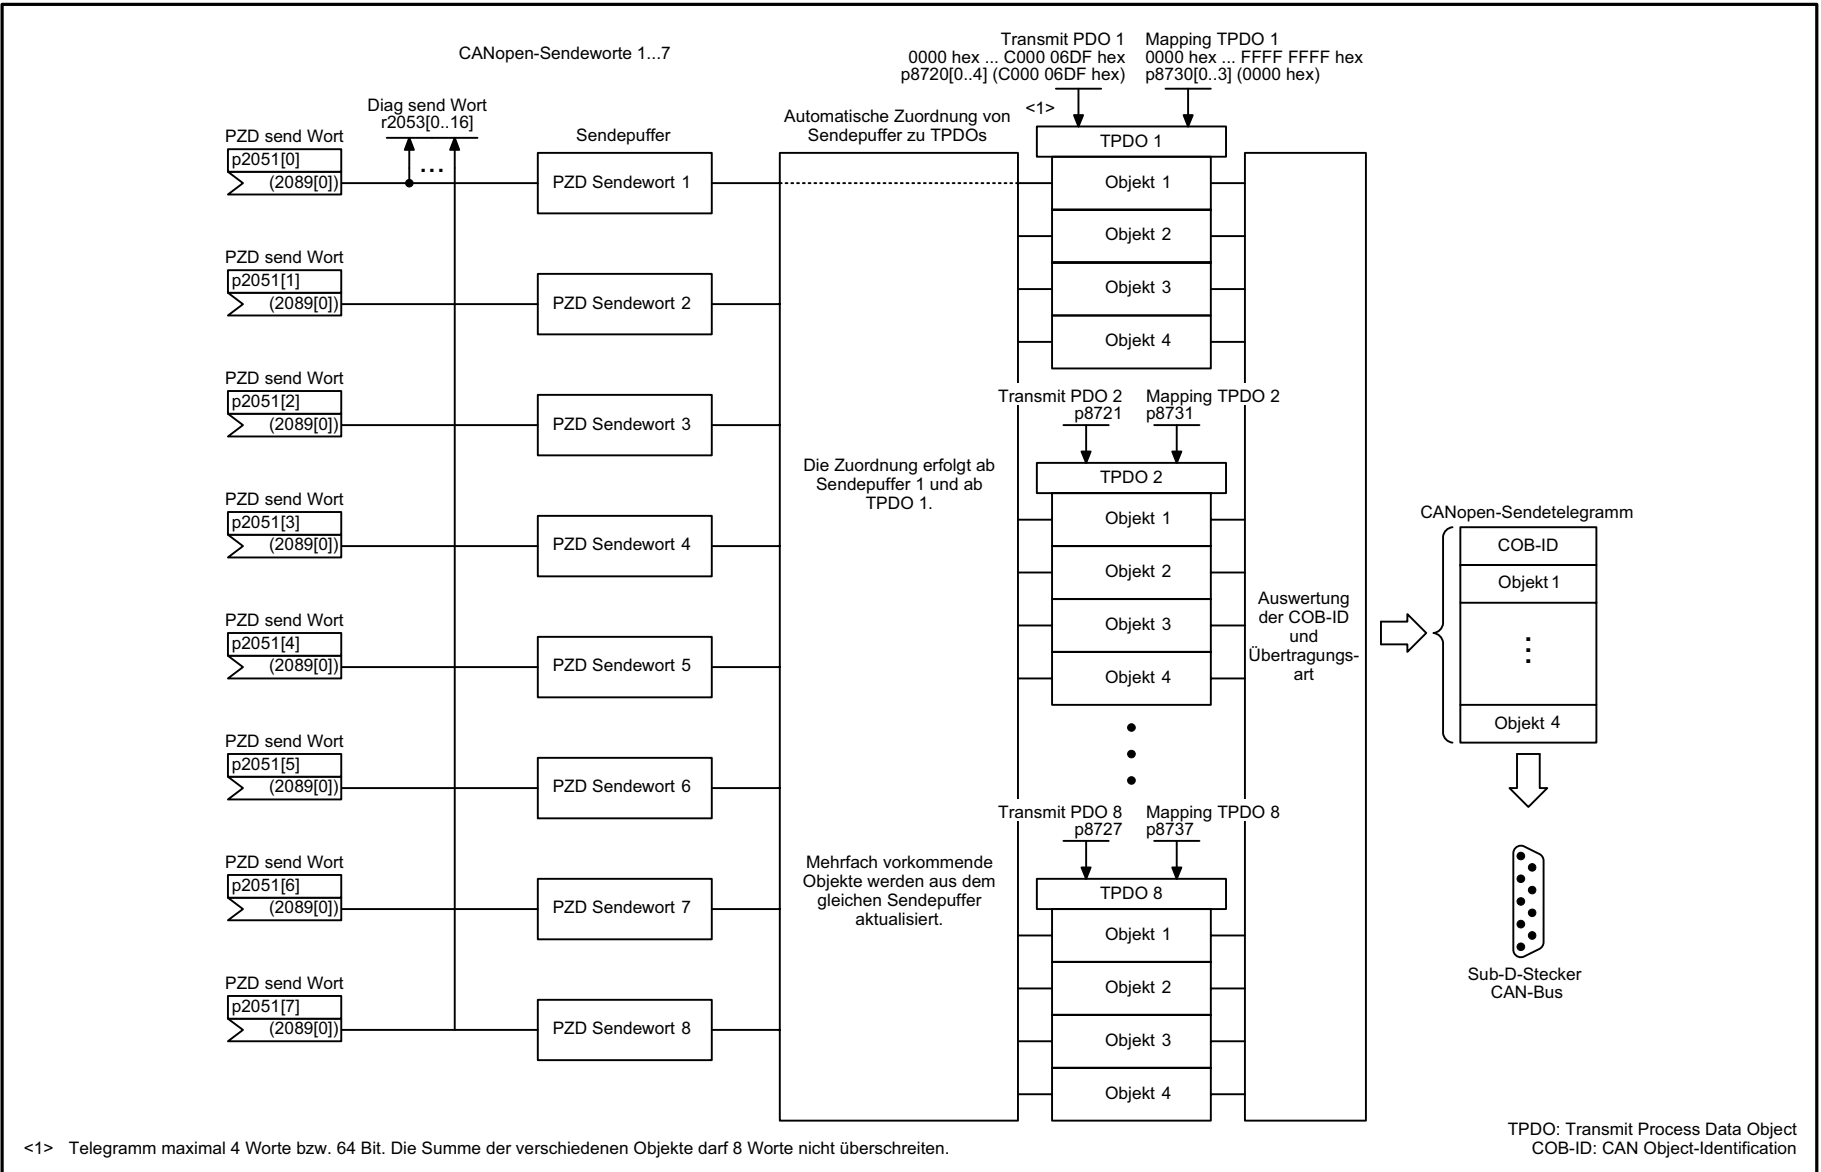 CANopen-Sendeworte 1...7
Transmit PDO 1
0000 hex ... C000 06DF hex
p8720[0..4] (C000 06DF hex)
Mapping TPDO 1
0000 hex ... FFFF FFFF hex
p8730[0..3] (0000 hex)
Diag send Wort
r2053[0..16]
Sendepuffer
Automatische Zuordnung von
Sendepuffer zu TPDOs
<1>
PZD send Wort
p2051[0]
(2089[0])
...
PZD Sendewort 1
TPDO 1
Objekt 1
Objekt 2
Objekt 3
Objekt 4
PZD send Wort
p2051[1]
(2089[0])
PZD Sendewort 2
PZD send Wort
p2051[2]
(2089[0])
PZD Sendewort 3
Transmit PDO 2
p8721
Mapping TPDO 2
p8731
Die Zuordnung erfolgt ab
Sendepuffer 1 und ab
TPDO 1.
TPDO 2
Objekt 1
Objekt 2
Objekt 3
Objekt 4
PZD send Wort
p2051[3]
(2089[0])
PZD Sendewort 4
PZD send Wort
p2051[4]
(2089[0])
PZD Sendewort 5
Auswertung
der COB-ID
und
Übertragungs-
art
CANopen-Sendetelegramm
COB-ID
Objekt 1
Objekt 4
PZD send Wort
p2051[5]
(2089[0])
PZD Sendewort 6
Transmit PDO 8
p8727
Mapping TPDO 8
p8737
PZD send Wort
p2051[6]
(2089[0])
PZD Sendewort 7
Mehrfach vorkommende
Objekte werden aus dem
gleichen Sendepuffer
aktualisiert.
TPDO 8
Objekt 1
Objekt 2
Objekt 3
Objekt 4
Sub-D-Stecker
CAN-Bus
PZD send Wort
p2051[7]
(2089[0])
PZD Sendewort 8
<1> Telegramm maximal 4 Worte bzw. 64 Bit. Die Summe der verschiedenen Objekte darf 8 Worte nicht überschreiten.
TPDO: Transmit Process Data Object
COB-ID: CAN Object-Identification